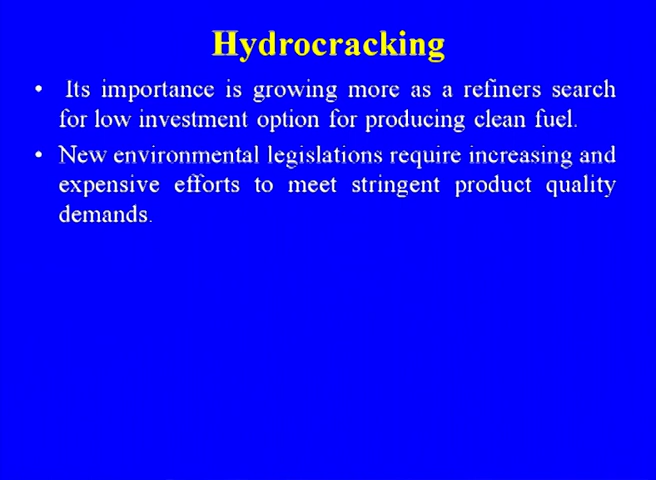 Hydrocracking
• Its importance is growing more as a refiners search
for low investment option for producing clean fuel.
• New environmental legislations require increasing and
expensive efforts to meet stringent product quality
demands.